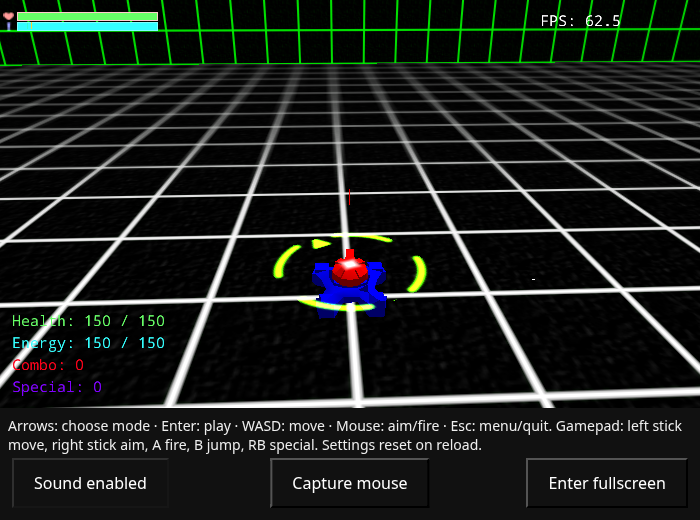 FPS: 62.5
Health: 150 / 150
Energy: 150 / 150
Combo: 0
Special: 0
Arrows: choose mode · Enter: play · WASD: move · Mouse: aim/fire · Esc: menu/quit. Gamepad: left stick
move, right stick aim, A fire, B jump, RB special. Settings reset on reload.
Sound enabled
Capture mouse
Enter fullscreen